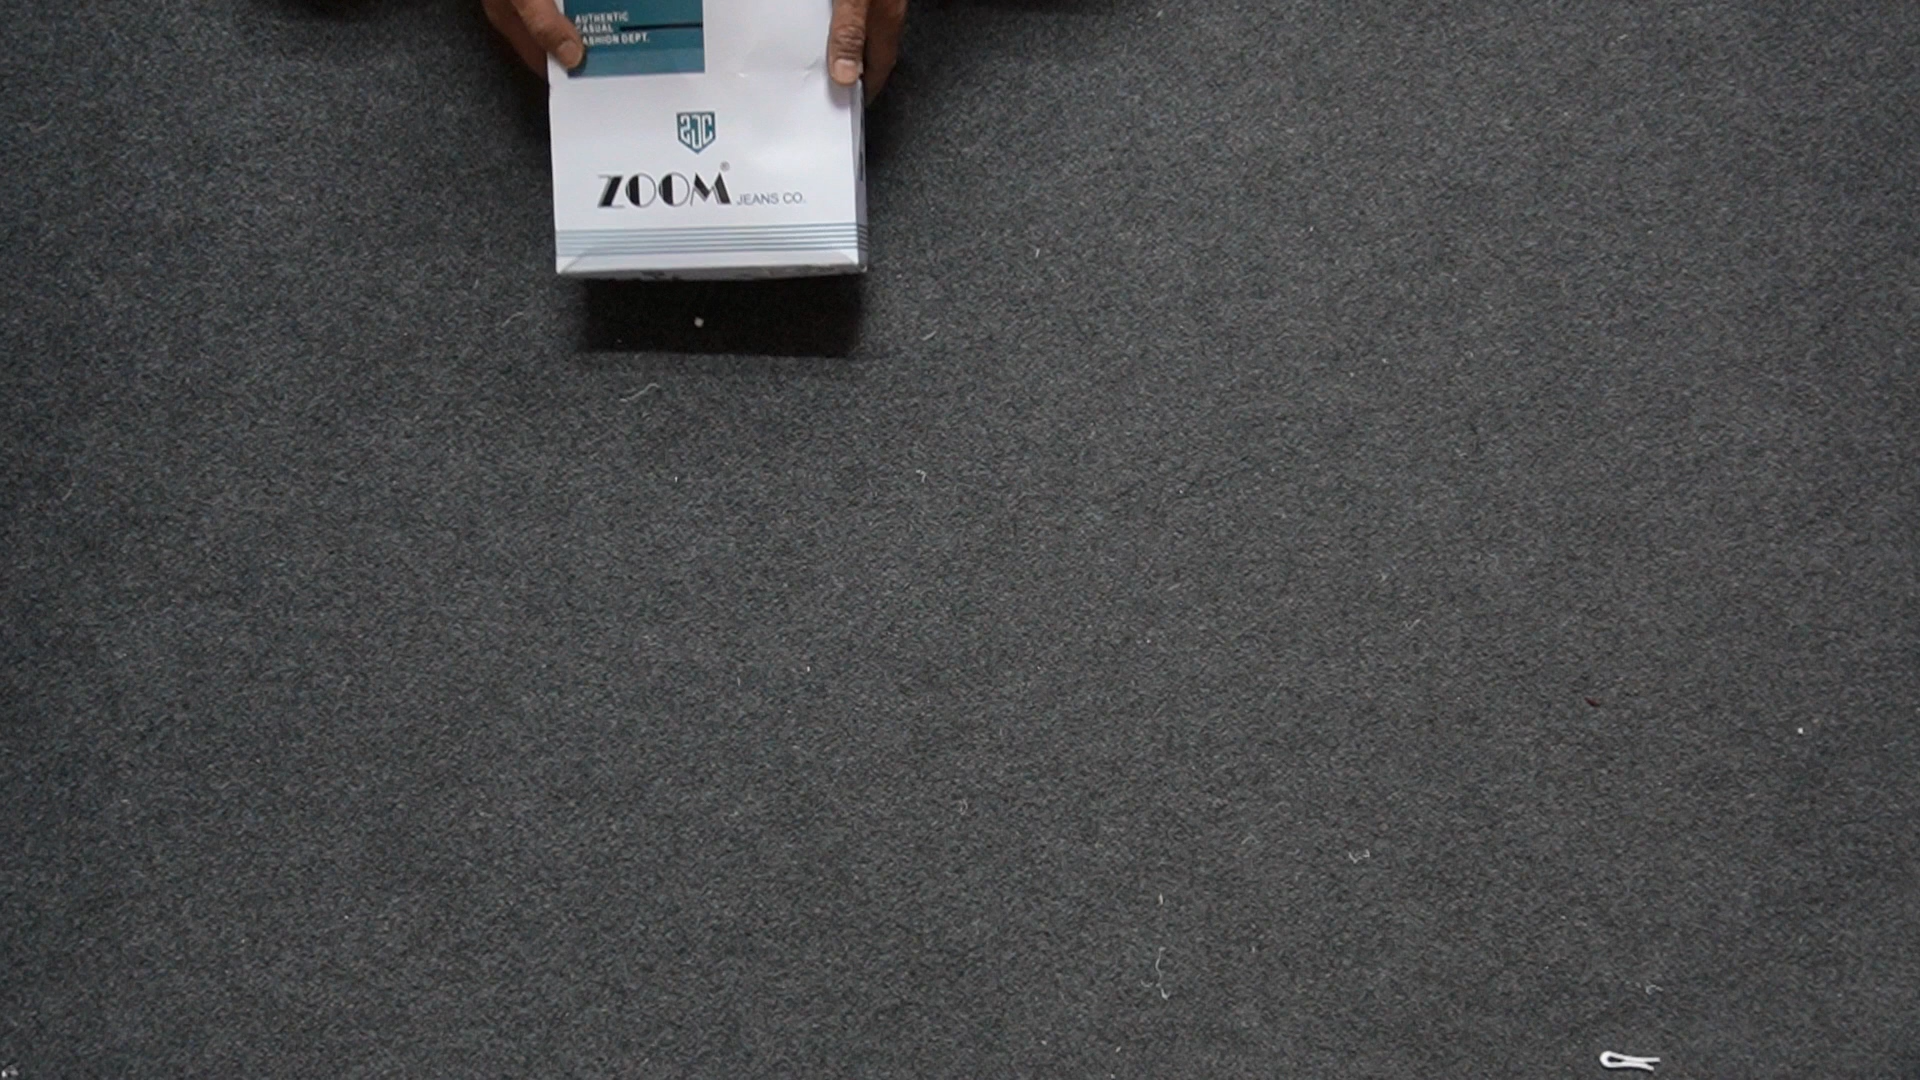 AUTHENTIC
CASUAL
FASHION DEPT.
ZJC
ZOOM®
JEANS CO.